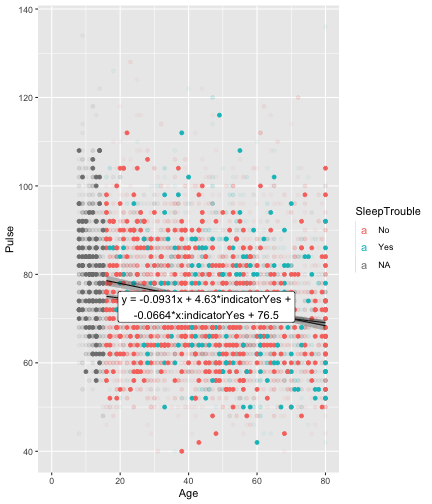 140
120
100
80
60
40
Pulse
y = -0.0931x + 4.63*indicatorYes +
-0.0664*x:indicatorYes + 76.5
0
20
40
60
80
Age
SleepTrouble
a No
a Yes
a NA